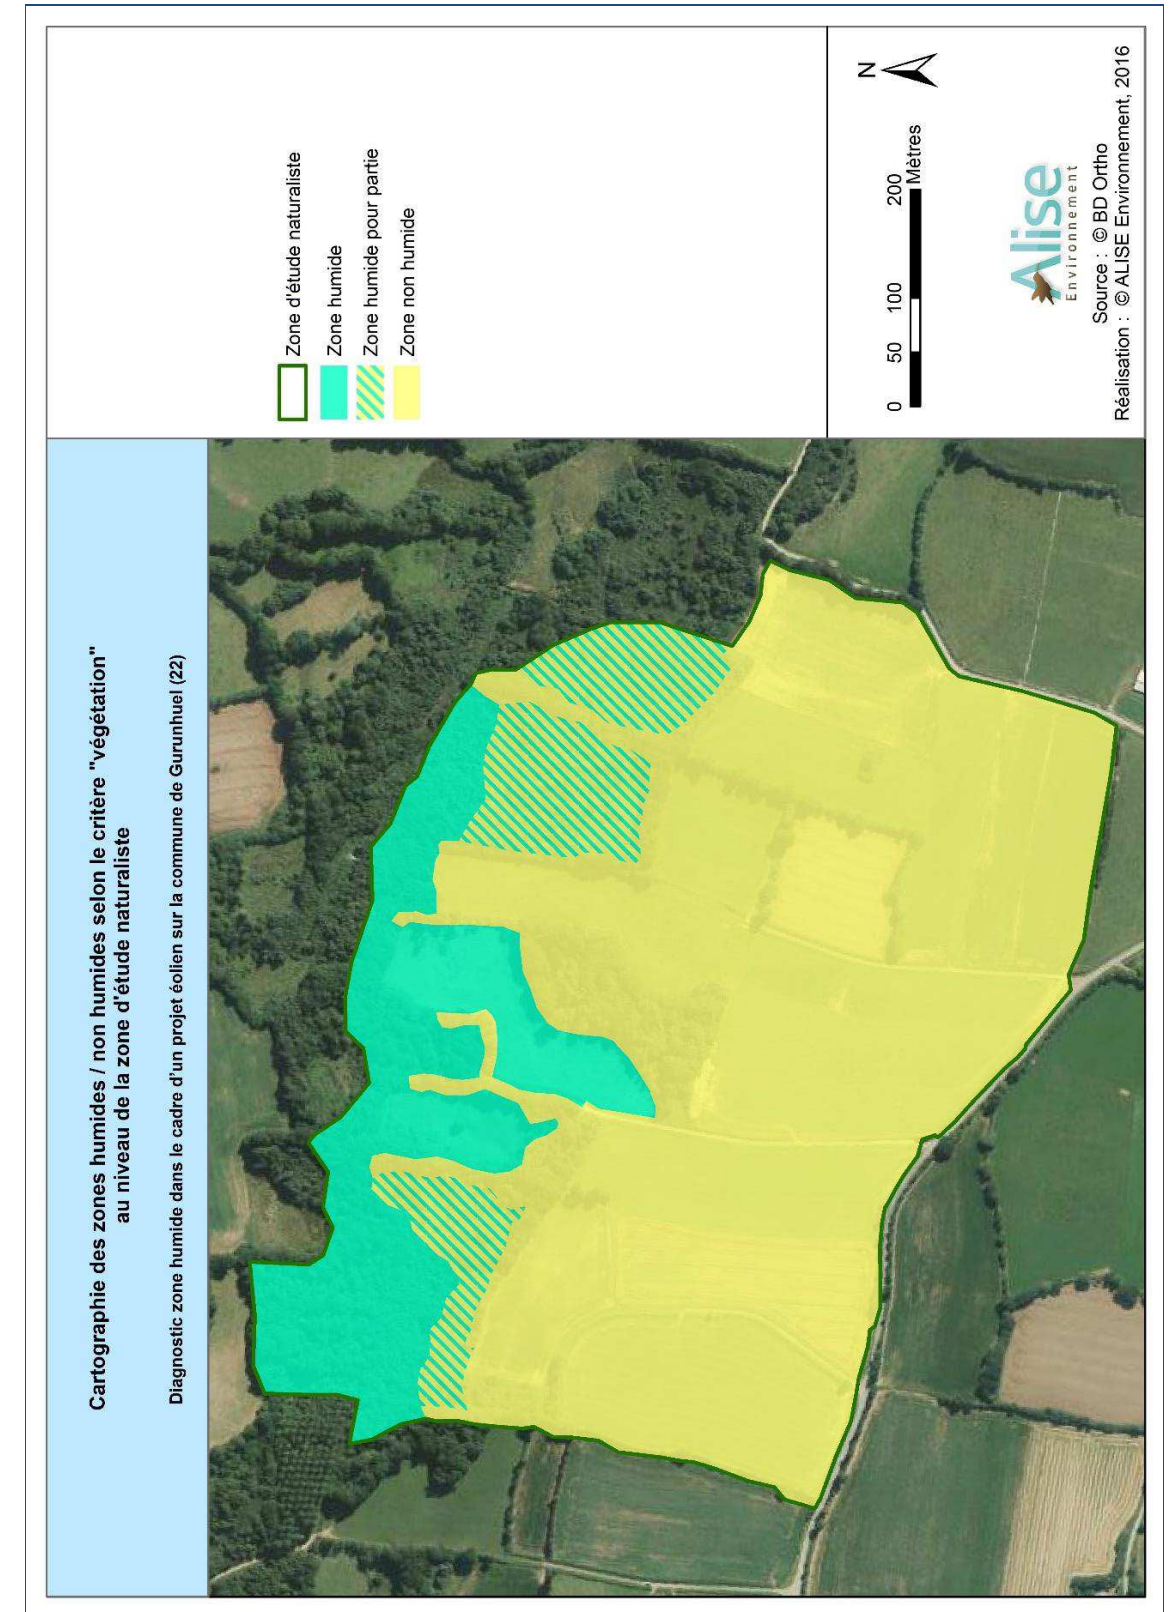 Cartographie des zones humides / non humides selon le critère "végétation"
au niveau de la zone d'étude naturaliste
Diagnostic zone humide dans le cadre d'un projet éolien sur la commune de Gurunhuel (22)
Zone d'étude naturaliste
Zone humide
Zone humide pour partie
Zone non humide
N
0 50 100 200
Mètres
Alise
Environnement
Source : © BD Ortho
Réalisation : © ALISE Environnement, 2016